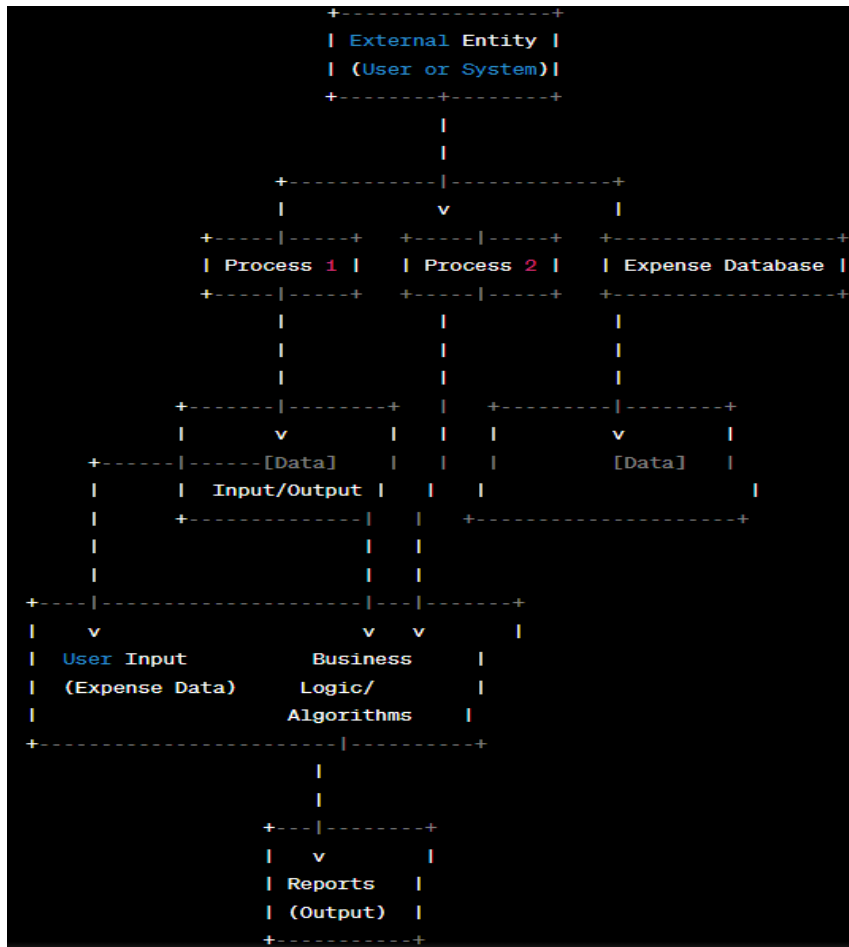 External Entity
(User or System)
Process 1 Process 2 Expense Database
[Data] [Data]
Input/Output
User Input Business
(Expense Data) Logic/
Algorithms
Reports
(Output)